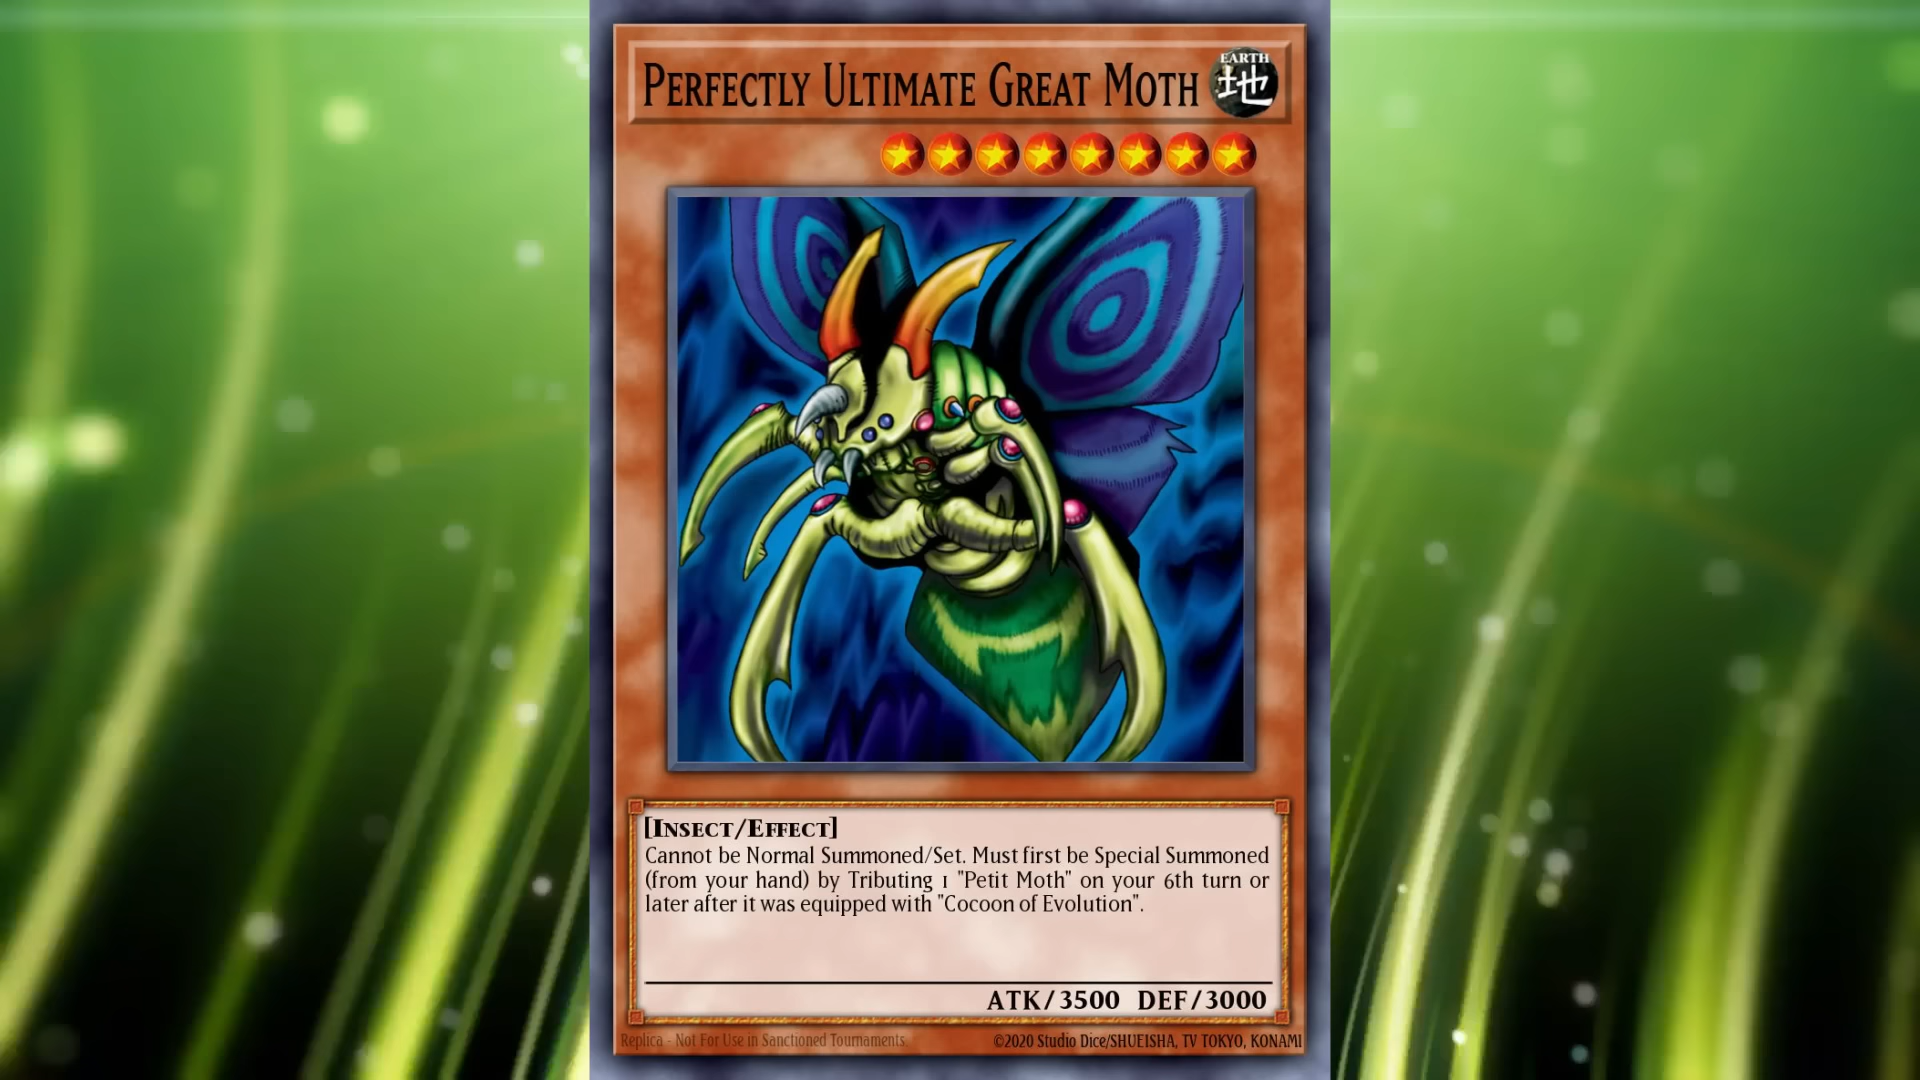 Perfectly Ultimate Great Moth
EARTH
地
[Insect/Effect]
Cannot be Normal Summoned/Set. Must first be Special Summoned
(from your hand) by Tributing 1 "Petit Moth" on your 6th turn or
later after it was equipped with "Cocoon of Evolution".
ATK/3500 DEF/3000
Replica - Not For Use in Sanctioned Tournaments
©2020 Studio Dice/SHUEISHA, TV TOKYO, KONAMI